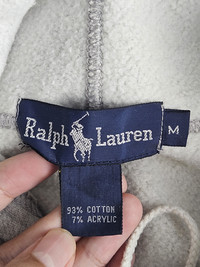 Ralph Lauren
M
93% COTTON
7% ACRYLIC